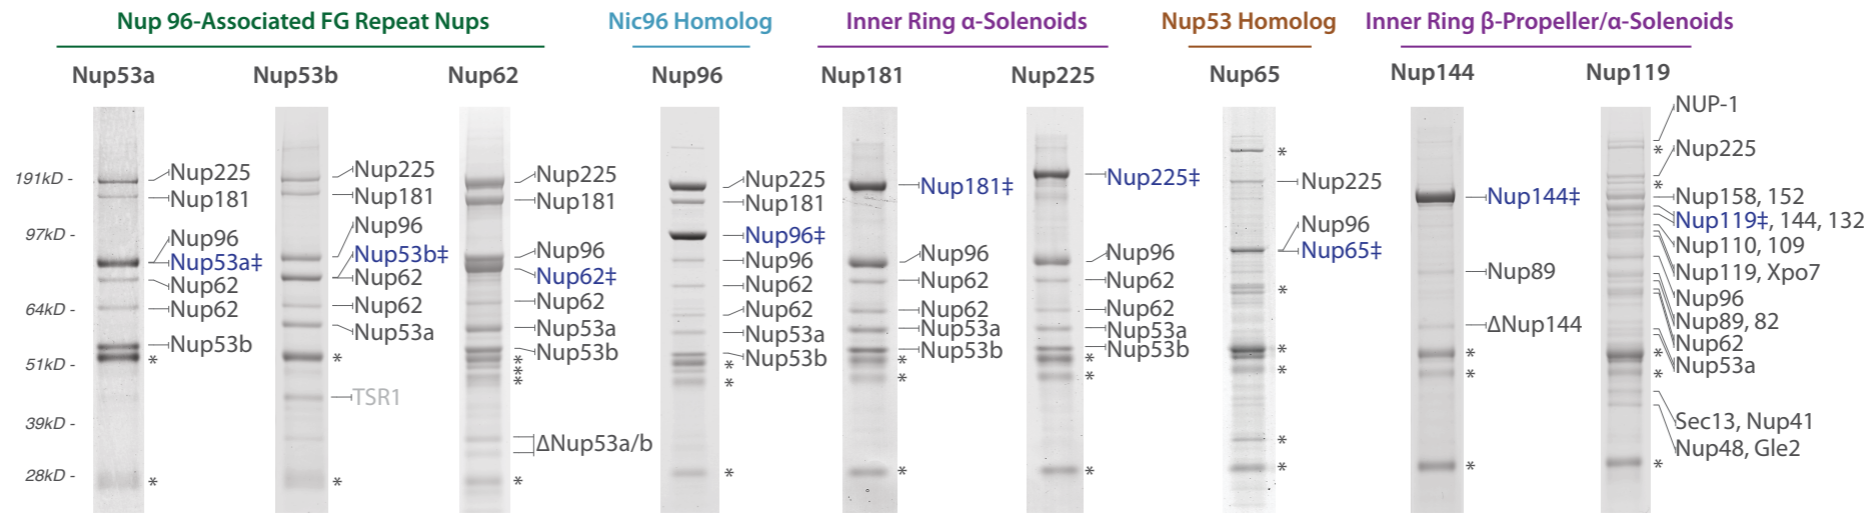 Nup 96-Associated FG Repeat Nups
Nic96 Homolog
Inner Ring α-Solenoids
Nup53 Homolog
Inner Ring β-Propeller/α-Solenoids
Nup53a
Nup53b
Nup62
Nup96
Nup181
Nup225
Nup65
Nup144
Nup119
191kD -
97kD -
64kD -
51kD -
39kD -
28kD -
Nup225
Nup181
Nup96
Nup53a‡
Nup62
Nup62
Nup53b
*
*
Nup225
Nup181
Nup96
Nup53b‡
Nup62
Nup62
Nup53a
*
TSR1
*
Nup225
Nup181
Nup96
Nup62‡
Nup62
Nup53a
Nup53b
*
*
*
ΔNup53a/b
*
Nup225
Nup181
Nup96‡
Nup96
Nup62
Nup62
Nup53a
Nup53b
*
*
*
Nup181‡
Nup96
Nup62
Nup62
Nup53a
Nup53b
*
*
*
Nup225‡
Nup96
Nup62
Nup62
Nup53a
Nup53b
*
*
*
*
Nup225
Nup96
Nup65‡
*
*
*
*
*
Nup144‡
Nup89
ΔNup144
*
*
*
NUP-1
*
Nup225
*
Nup158, 152
Nup119‡, 144, 132
Nup110, 109
Nup119, Xpo7
Nup96
Nup89, 82
Nup62
*
Nup53a
*
Sec13, Nup41
Nup48, Gle2
*